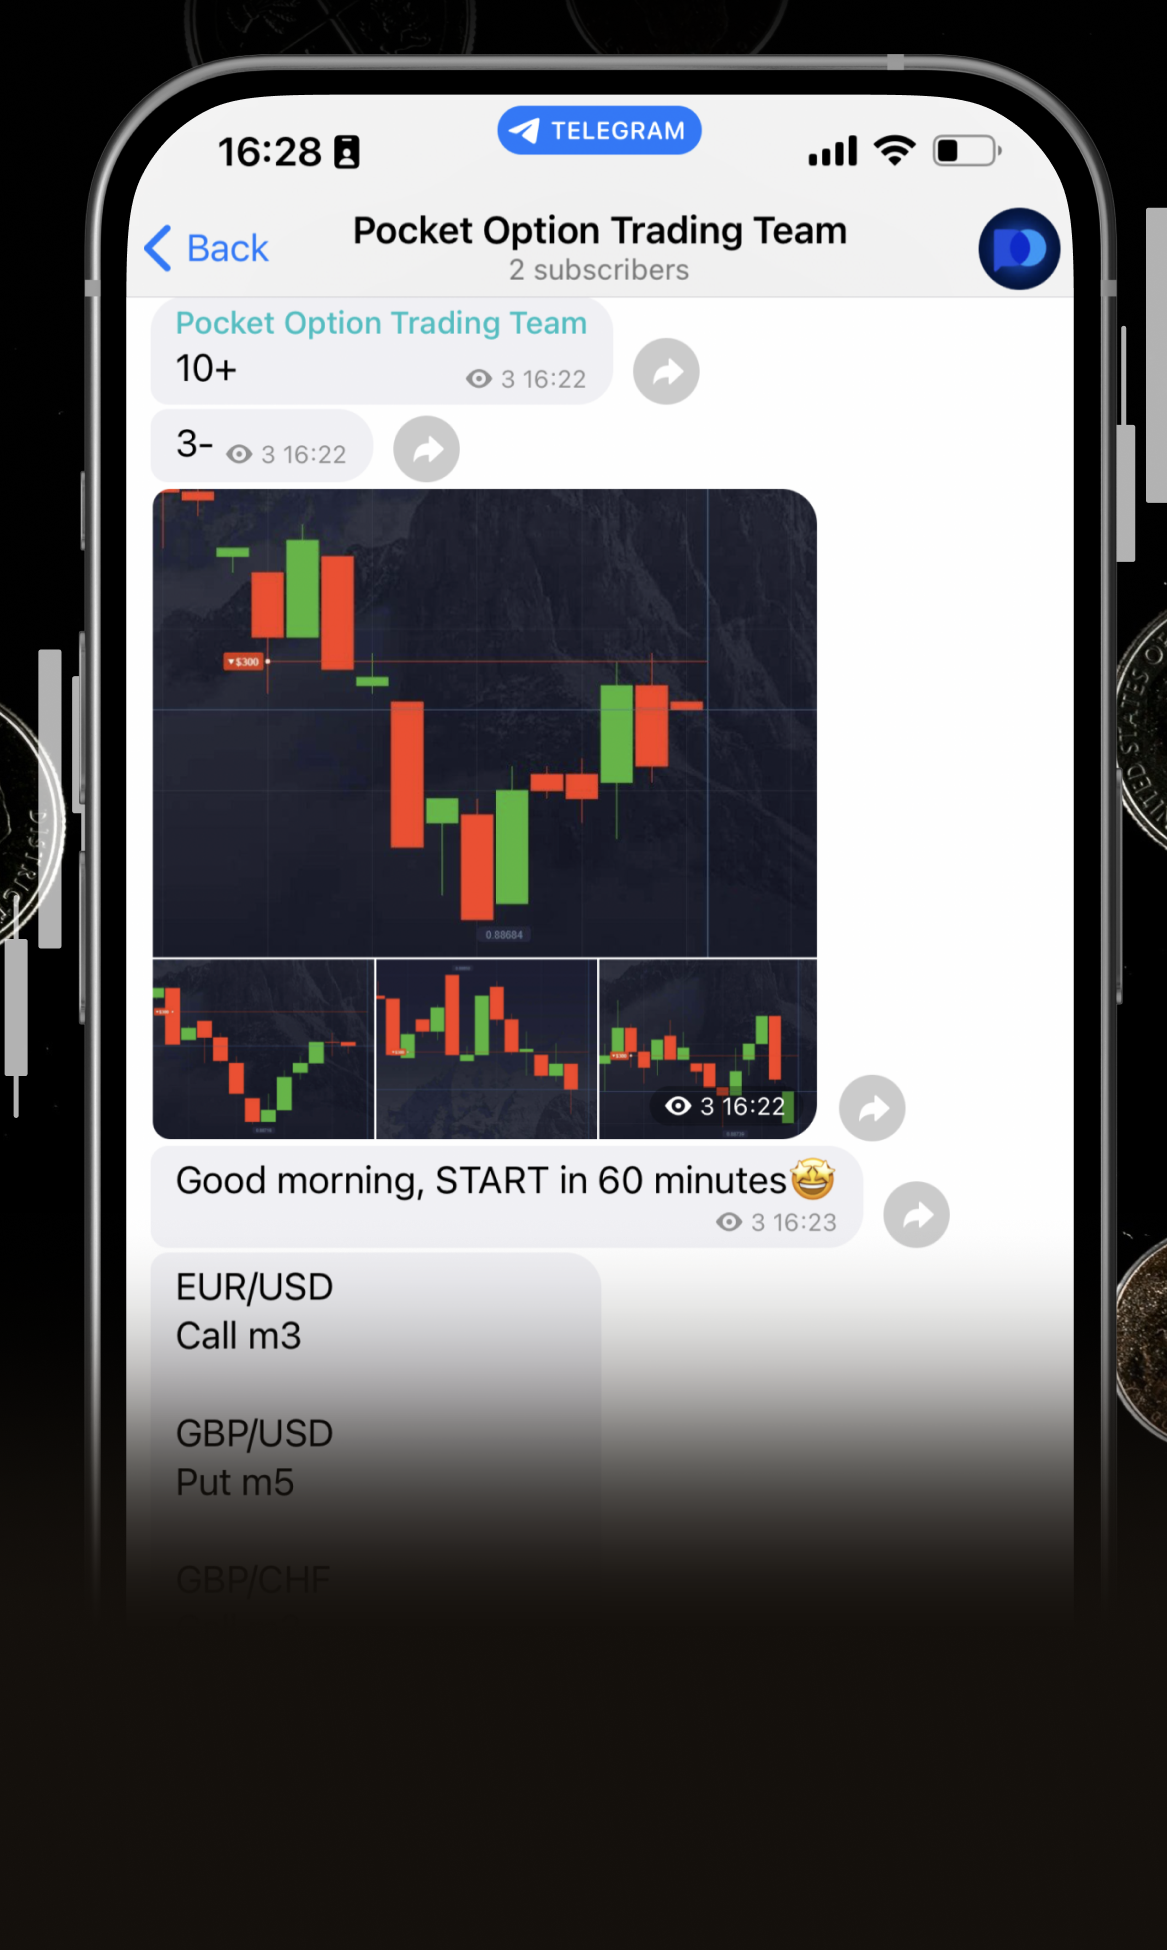 16:28
TELEGRAM
Back
Pocket Option Trading Team
2 subscribers
Pocket Option Trading Team
10+
3 16:22
3-
3 16:22
▼$300
0.88684
3 16:22
Good morning, START in 60 minutes🤩
3 16:23
EUR/USD
Call m3
GBP/USD
Put m5
GBP/CHF